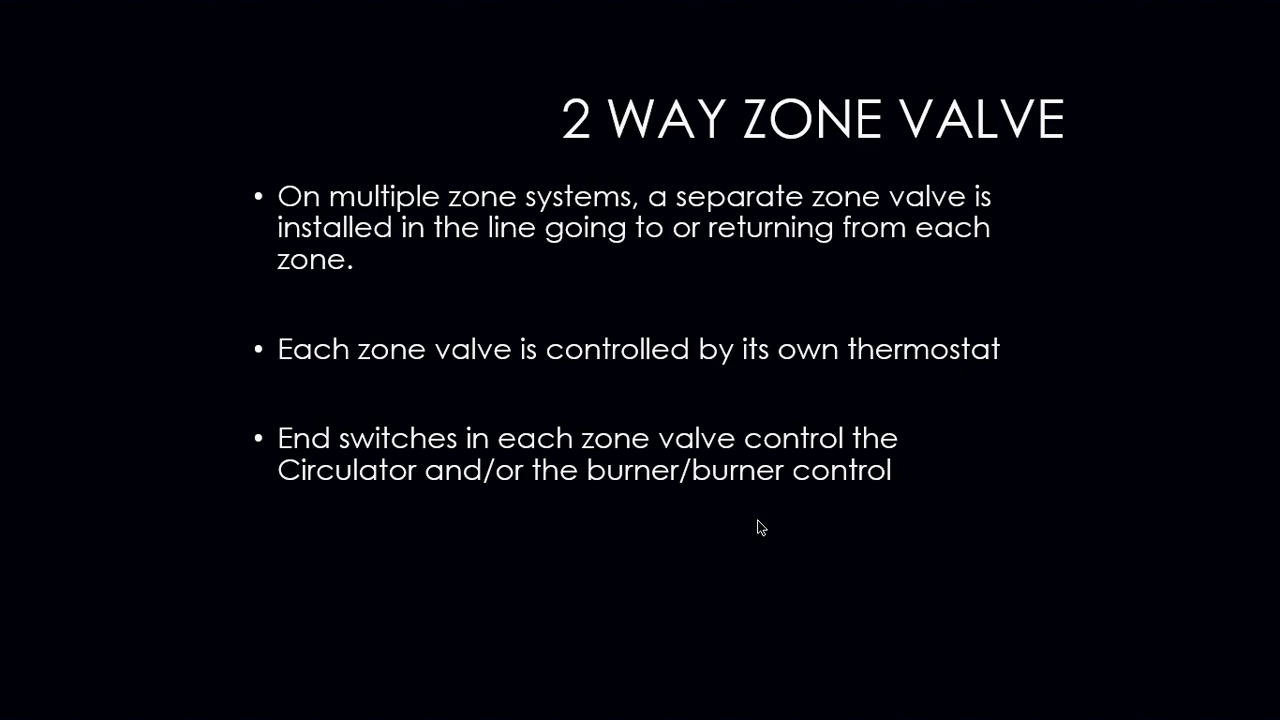 2 WAY ZONE VALVE
• On multiple zone systems, a separate zone valve is
installed in the line going to or returning from each
zone.
• Each zone valve is controlled by its own thermostat
• End switches in each zone valve control the
Circulator and/or the burner/burner control